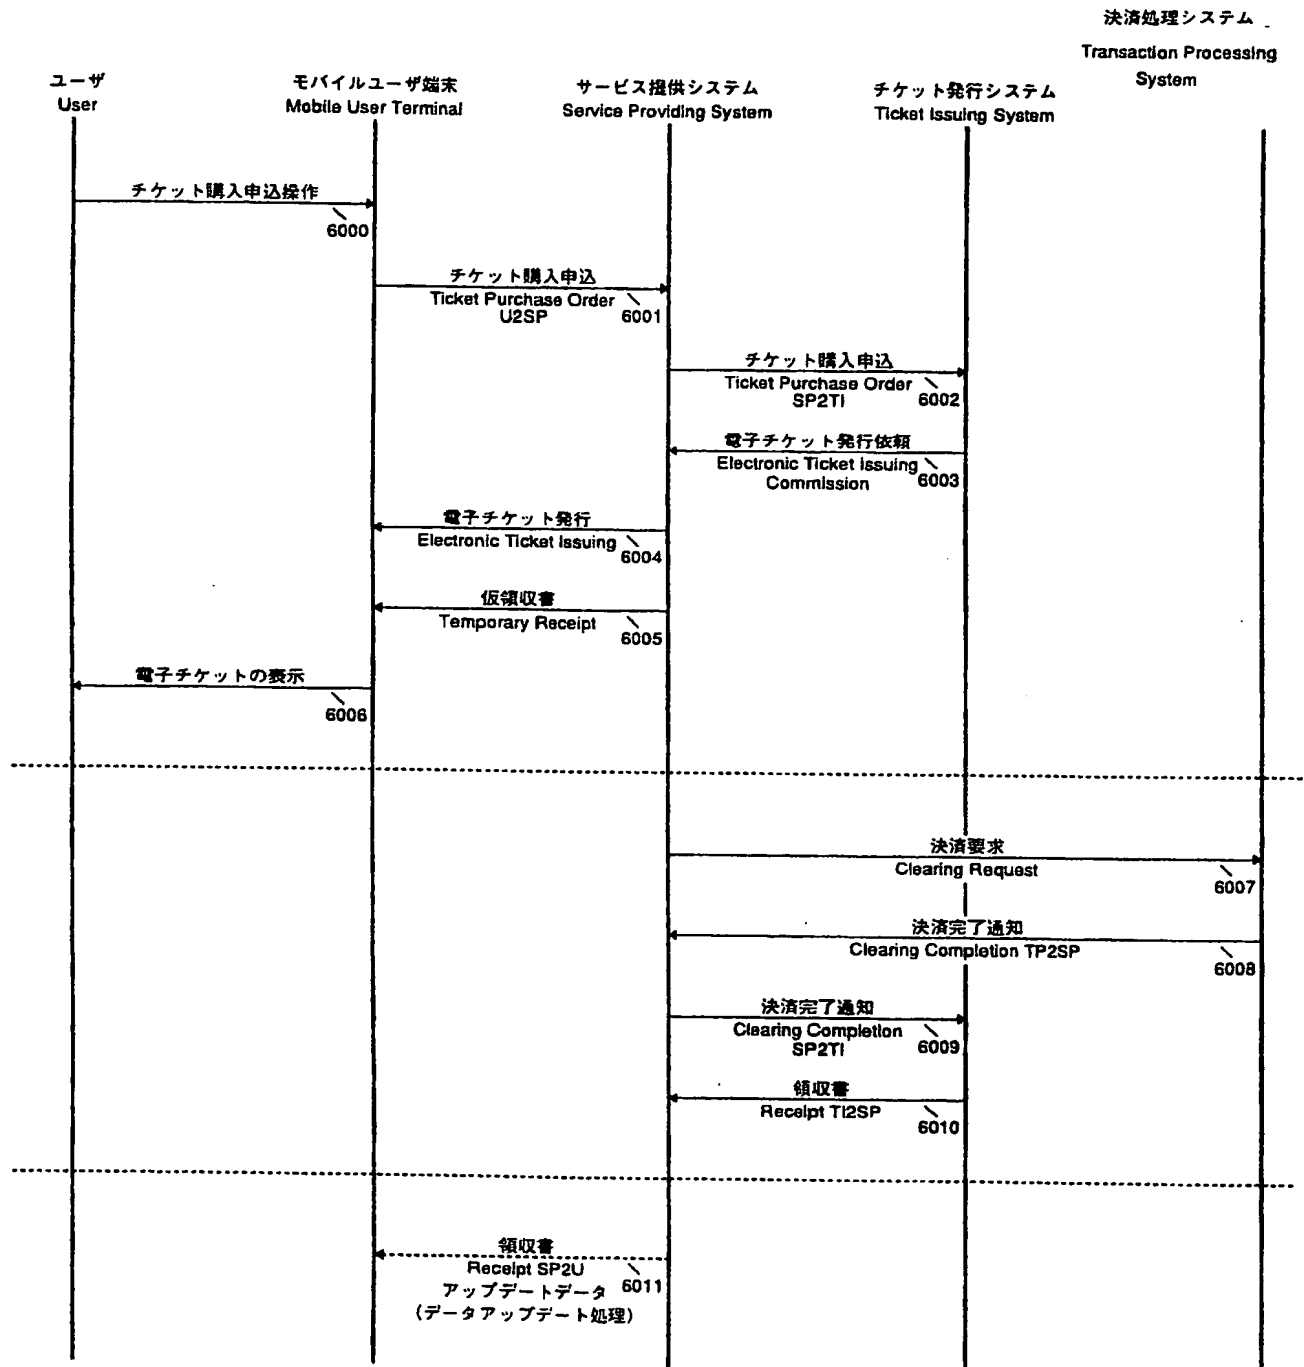 決済処理システム
Transaction Processing
System
ユーザ
User
モバイルユーザ端末
Mobile User Terminal
サービス提供システム
Service Providing System
チケット発行システム
Ticket Issuing System
チケット購入申込操作
6000
チケット購入申込
Ticket Purchase Order
U2SP
6001
チケット購入申込
Ticket Purchase Order
SP2TI
6002
電子チケット発行依頼
Electronic Ticket Issuing
Commission
6003
電子チケット発行
Electronic Ticket Issuing
6004
仮領収書
Temporary Receipt
6005
電子チケットの表示
6006
決済要求
Clearing Request
6007
決済完了通知
Clearing Completion TP2SP
6008
決済完了通知
Clearing Completion
SP2TI
6009
領収書
Receipt TI2SP
6010
領収書
Receipt SP2U
6011
アップデートデータ
(データアップデート処理)